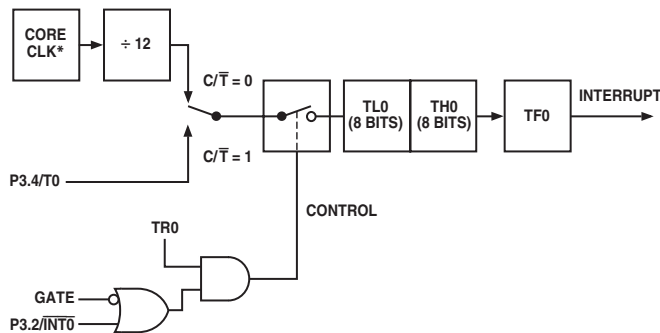 CORE
CLK*
÷ 12
C/T̅ = 0
INTERRUPT
TL0
(8 BITS)
TH0
(8 BITS)
TF0
C/T̅ = 1
P3.4/T0
CONTROL
TR0
GATE
P3.2/I̅N̅T̅0̅